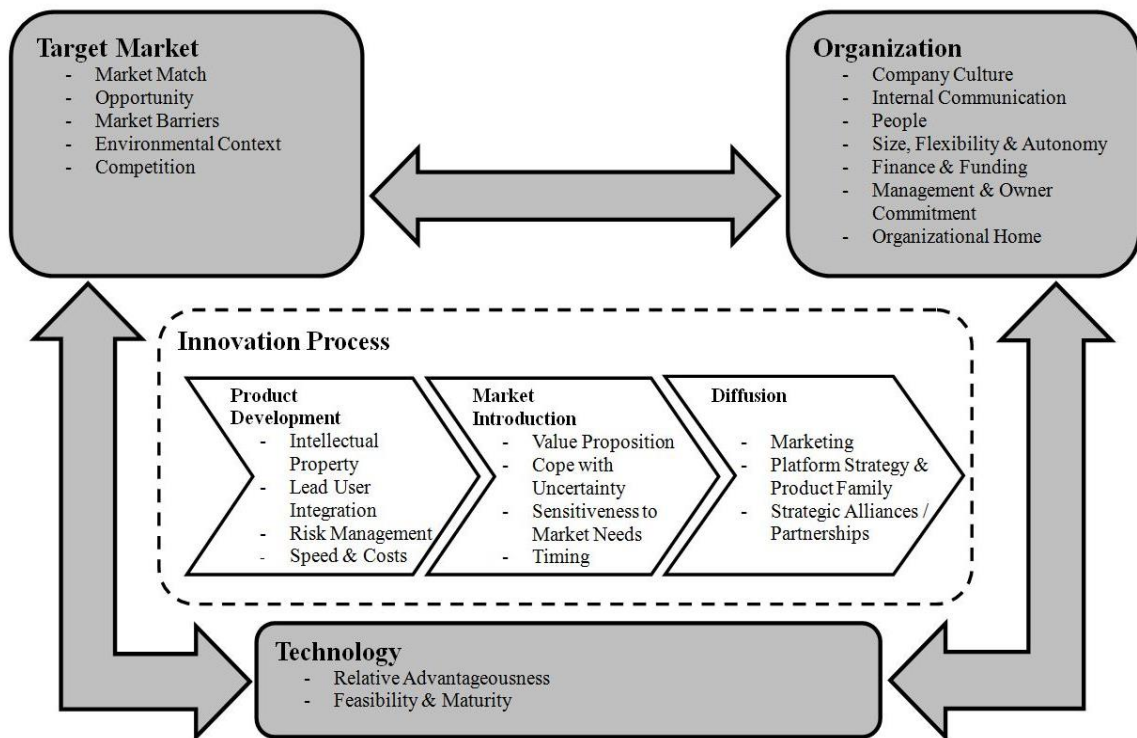 Target Market
- Market Match
- Opportunity
- Market Barriers
- Environmental Context
- Competition
Organization
- Company Culture
- Internal Communication
- People
- Size, Flexibility & Autonomy
- Finance & Funding
- Management & Owner
Commitment
- Organizational Home
Innovation Process
Product
Development
- Intellectual
Property
- Lead User
Integration
- Risk Management
- Speed & Costs
Market
Introduction
- Value Proposition
- Cope with
Uncertainty
- Sensitiveness to
Market Needs
- Timing
Diffusion
- Marketing
- Platform Strategy &
Product Family
- Strategic Alliances /
Partnerships
Technology
- Relative Advantageousness
- Feasibility & Maturity